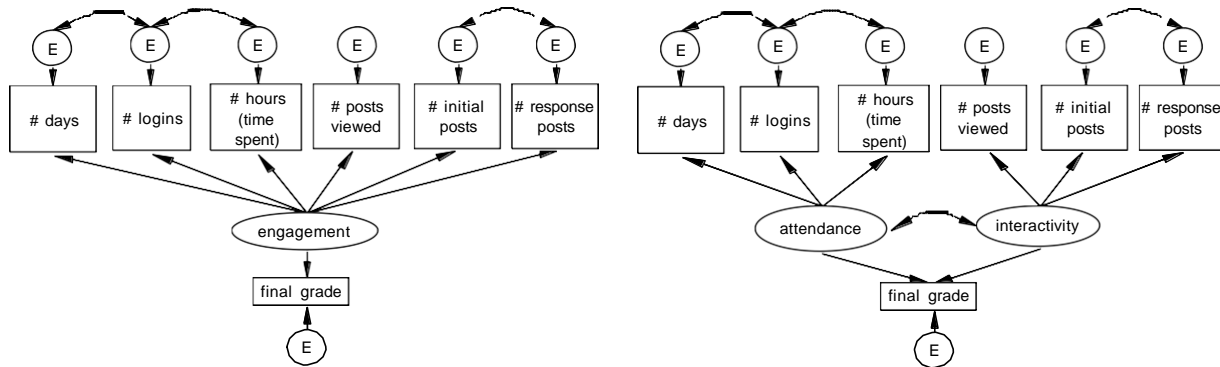 E E E E E E
# days
# logins
# hours
(time
spent)
# posts
viewed
# initial
posts
# response
posts
engagement
final grade
E
E E E E E E
# days
# logins
# hours
(time
spent)
# posts
viewed
# initial
posts
# response
posts
attendance
interactivity
final grade
E